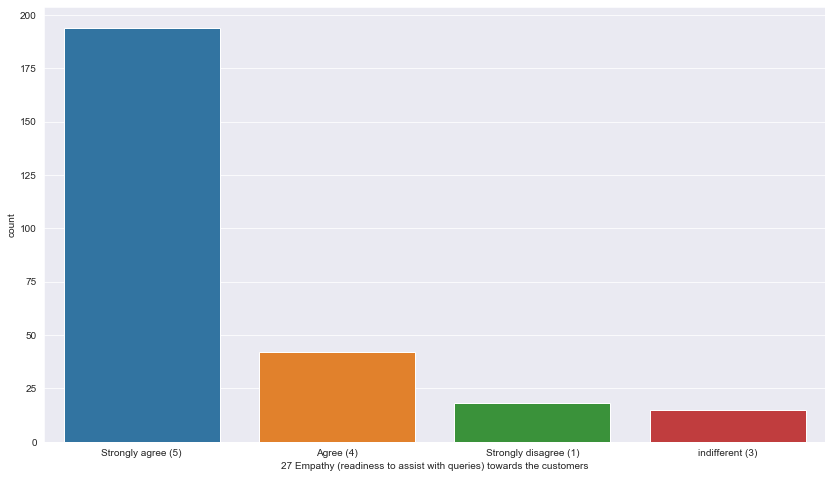 200
175
150
125
100
75
50
25
0
count
Strongly agree (5)
Agree (4)
Strongly disagree (1)
indifferent (3)
27 Empathy (readiness to assist with queries) towards the customers